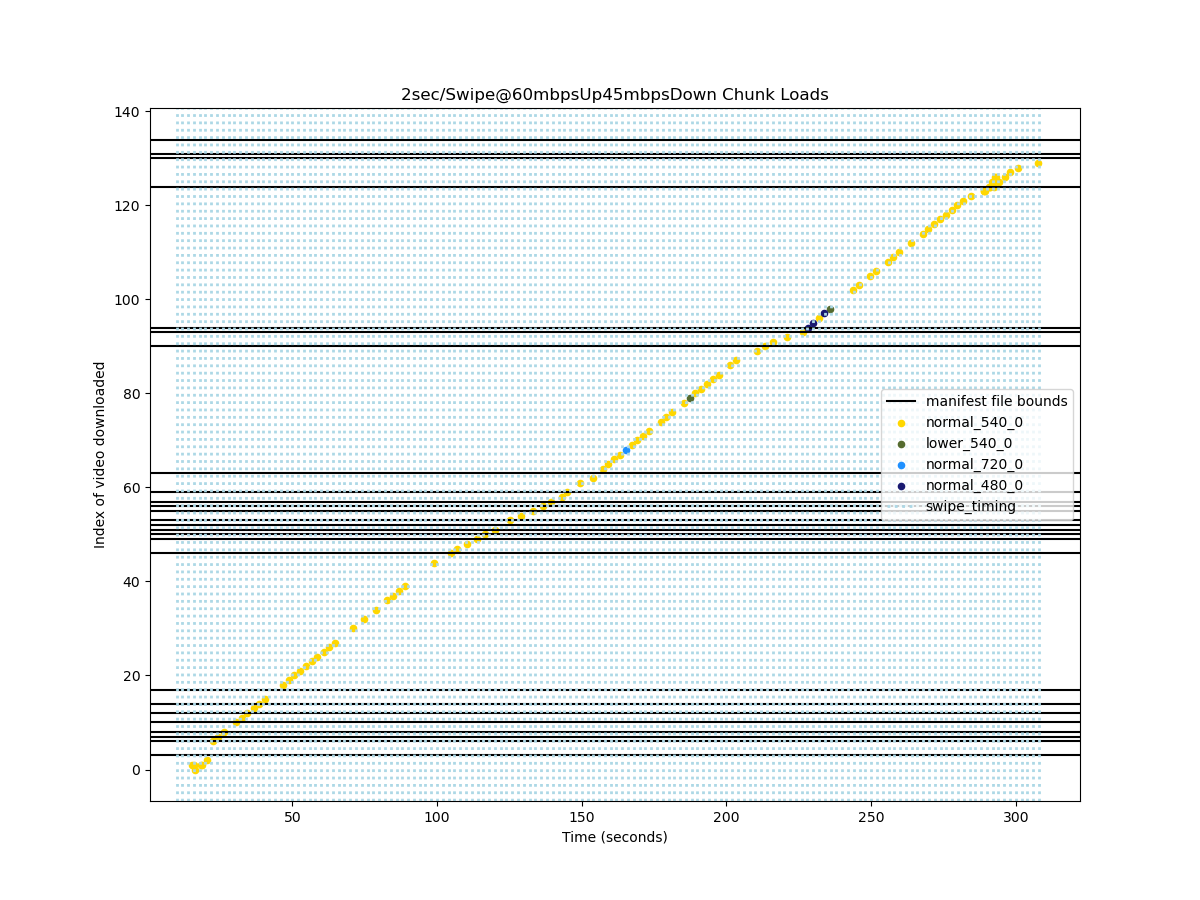 2sec/Swipe@60mbpsUp45mbpsDown Chunk Loads
Index of video downloaded
140
120
100
80
60
40
20
0
manifest file bounds
normal_540_0
lower_540_0
normal_720_0
normal_480_0
swipe_timing
50
100
150
200
250
300
Time (seconds)